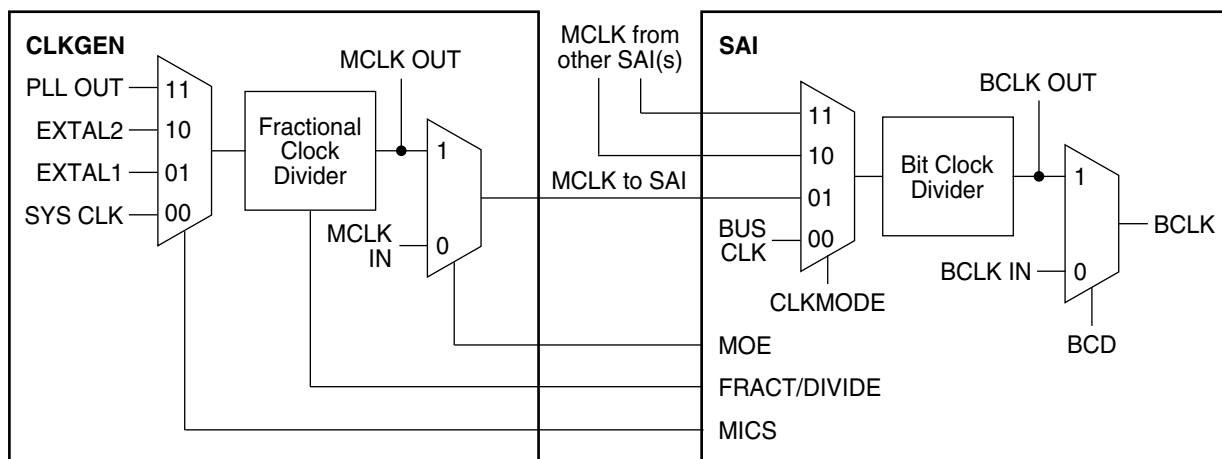 CLKGEN
PLL OUT
11
EXTAL2
10
EXTAL1
01
SYS CLK
00
Fractional
Clock
Divider
MCLK OUT
1
MCLK
IN
0
MCLK from
other SAI(s)
MCLK to SAI
SAI
11
10
01
BUS
CLK
00
CLKMODE
Bit Clock
Divider
BCLK OUT
1
BCLK IN
0
BCLK
BCD
MOE
FRACT/DIVIDE
MICS